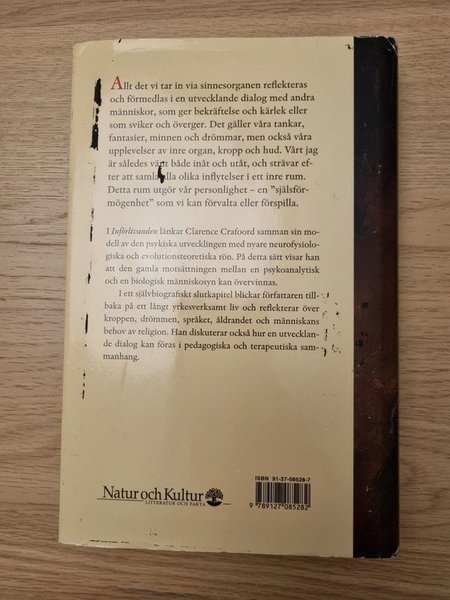 Allt det vi tar in via sinnesorganen reflekteras
och förmedlas i en utvecklande dialog med andra
människor, som ger bekräftelse och kärlek eller
som sviker och överger. Det gäller våra tankar,
fantasier, minnen och drömmar, men också våra
upplevelser av inre organ, kropp och hud. Vårt jag
är således vänt både inåt och utåt, och strävar ef-
ter att samla alla olika inflytelser i ett inre rum.
Detta rum utgör vår personlighet – en "självsför-
mögenhet" som vi kan förvalta eller förspilla.
I Införlivanden länkar Clarence Crafoord samman sin mo-
dell av den psykiska utvecklingen med nyare neurofysiolo-
giska och evolutionsteoretiska rön. På detta sätt visar han
att den gamla motsättningen mellan en psykoanalytisk
och en biologisk människosyn kan övervinnas.
I ett självbiografiskt slutkapitel blickar författaren till-
baka på ett långt yrkesverksamt liv och reflekterar över
kroppen, drömmen, språket, åldrandet och människans
behov av religion. Han diskuterar också hur en utvecklan-
de dialog kan föras i pedagogiska och terapeutiska sam-
manhang.
ISBN 91-27-08528-7
Natur och Kultur
LITTERATUR OCH FAKTA
9 789127 085282